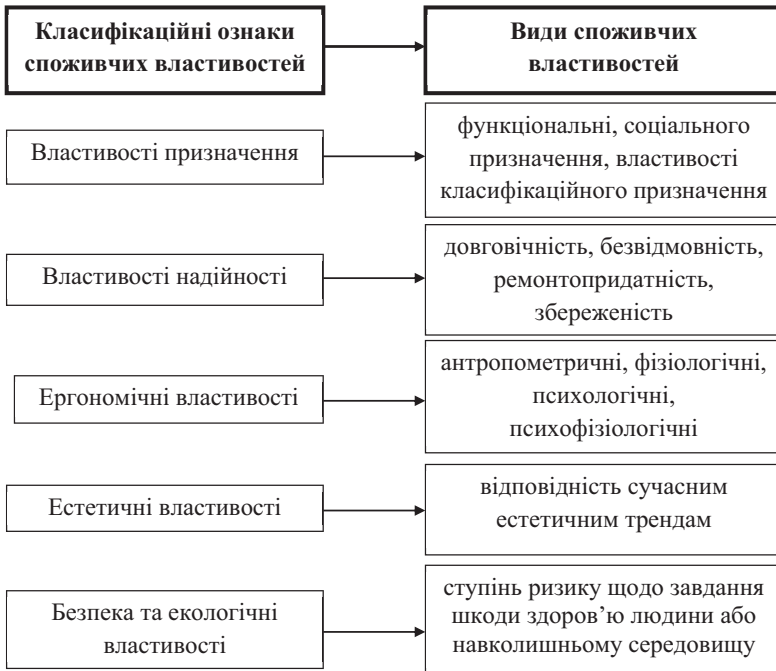 Класифікаційні ознаки
споживчих властивостей
Види споживчих
властивостей
Властивості призначення
функціональні, соціального
призначення, властивості
класифікаційного призначення
Властивості надійності
довговічність, безвідмовність,
ремонтопридатність,
збереженість
Ергономічні властивості
антропометричні, фізіологічні,
психологічні,
психофізіологічні
Естетичні властивості
відповідність сучасним
естетичним трендам
Безпека та екологічні
властивості
ступінь ризику щодо завдання
шкоди здоров’ю людини або
навколишньому середовищу